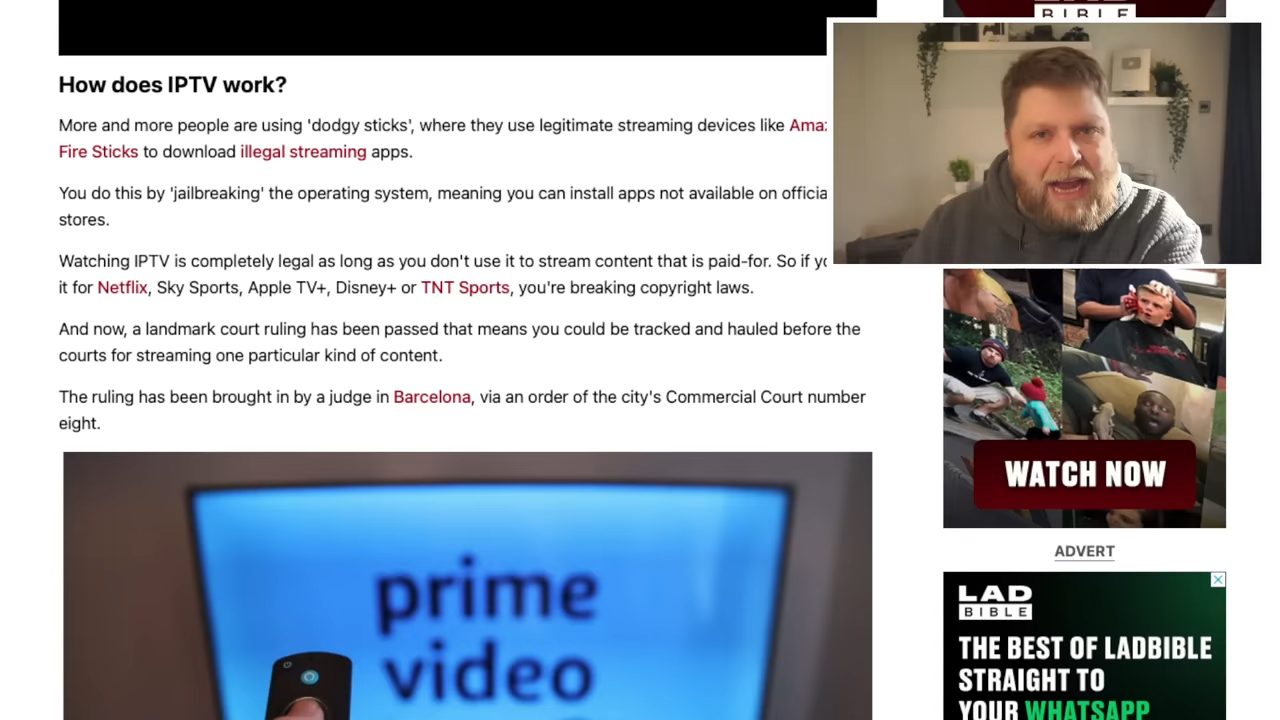 How does IPTV work?
More and more people are using 'dodgy sticks', where they use legitimate streaming devices like
Fire Sticks to download illegal streaming apps.
You do this by 'jailbreaking' the operating system, meaning you can install apps not available on
stores.
Watching IPTV is completely legal as long as you don't use it to stream content that is paid-for. So if
it for Netflix, Sky Sports, Apple TV+, Disney+ or TNT Sports, you're breaking copyright laws.
And now, a landmark court ruling has been passed that means you could be tracked and hauled before the
courts for streaming one particular kind of content.
The ruling has been brought in by a judge in Barcelona, via an order of the city's Commercial Court number
eight.
prime
video
BIBLE
WATCH NOW
ADVERT
LAD
BIBLE
THE BEST OF LADBIBLE
STRAIGHT TO
YOUR WHATSAPP